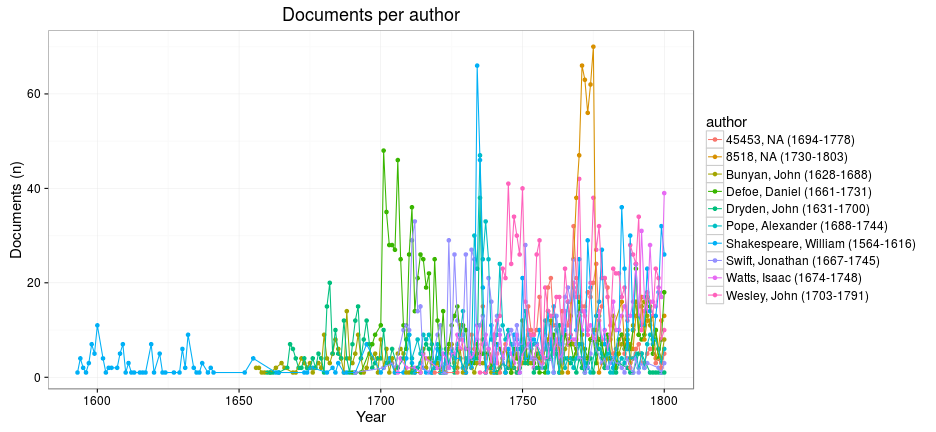 Documents per author
60
40
20
0
Documents (n)
1600
1650
1700
1750
1800
Year
author
45453, NA (1694-1778)
8518, NA (1730-1803)
Bunyan, John (1628-1688)
Defoe, Daniel (1661-1731)
Dryden, John (1631-1700)
Pope, Alexander (1688-1744)
Shakespeare, William (1564-1616)
Swift, Jonathan (1667-1745)
Watts, Isaac (1674-1748)
Wesley, John (1703-1791)